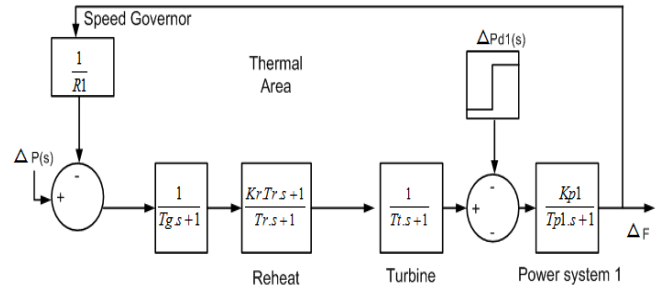 Speed Governor
1
R1
Thermal
Area
ΔPd1(s)
Δ P(s)
-
+
1
Tg.s+1
KrTr.s+1
Tr.s+1
1
Tt.s+1
-
+
-
Kp1
Tp1.s+1
ΔF
Reheat
Turbine
Power system 1